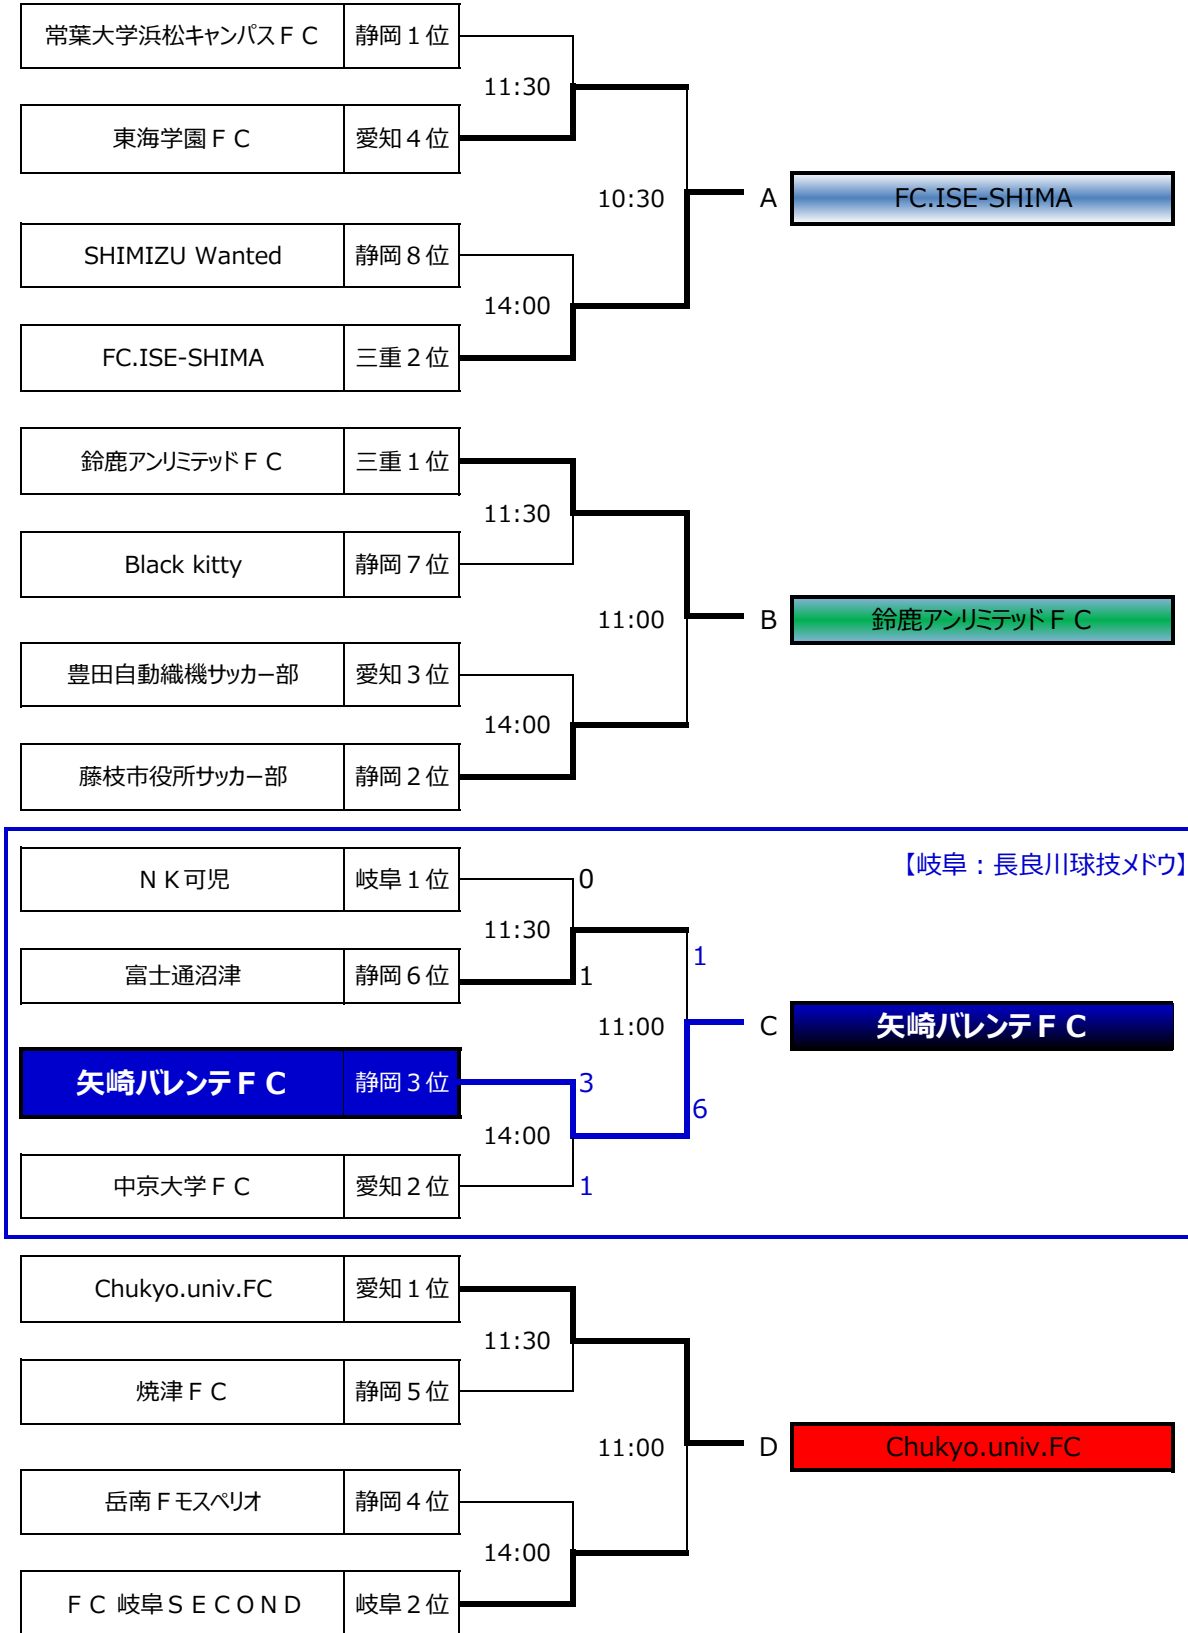 常葉大学浜松キャンパスＦＣ 静岡１位
11:30
東海学園ＦＣ 愛知４位
10:30 A FC.ISE-SHIMA
SHIMIZU Wanted 静岡８位
14:00
FC.ISE-SHIMA 三重２位
鈴鹿アンリミテッドＦＣ 三重１位
11:30
Black kitty 静岡７位
11:00 B 鈴鹿アンリミテッドＦＣ
豊田自動織機サッカー部 愛知３位
14:00
藤枝市役所サッカー部 静岡２位
【岐阜：長良川球技メドウ】
ＮＫ可児 岐阜１位 0
11:30
1
富士通沼津 静岡６位 1
11:00 C 矢崎バレンテＦＣ
矢崎バレンテＦＣ 静岡３位 3
6
14:00
中京大学ＦＣ 愛知２位 1
Chukyo.univ.FC 愛知１位
11:30
焼津ＦＣ 静岡５位
11:00 D Chukyo.univ.FC
岳南Ｆモスペリオ 静岡４位
14:00
ＦＣ 岐阜ＳＥＣＯＮＤ 岐阜２位